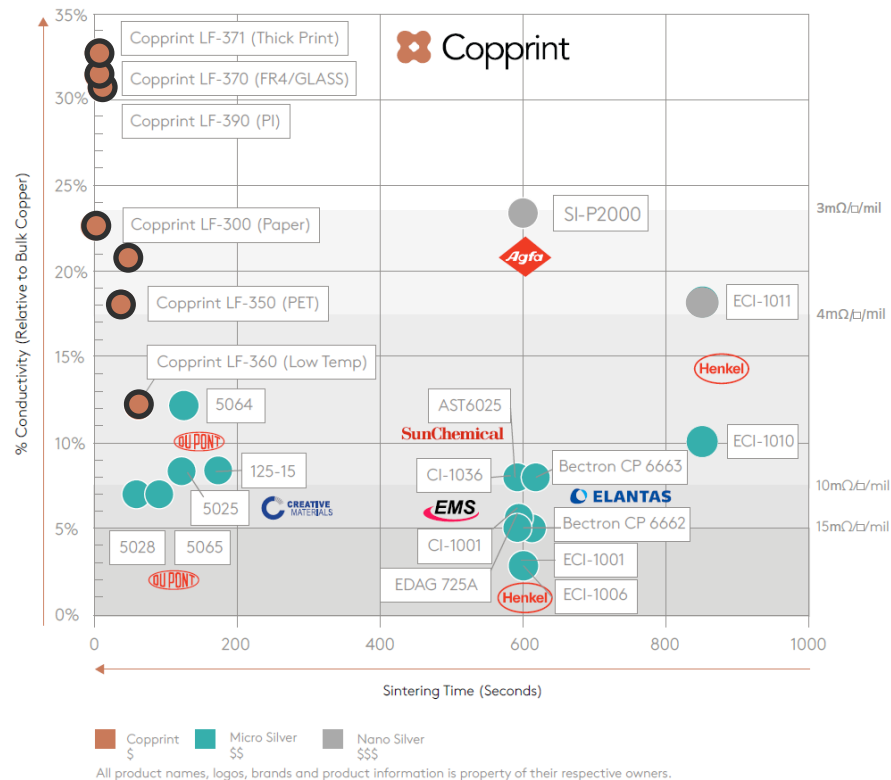 35%
Copprint LF-371 (Thick Print)
Copprint
Copprint LF-370 (FR4/GLASS)
30%
Copprint LF-390 (PI)
25%
3mΩ/□/mil
SI-P2000
Copprint LF-300 (Paper)
Agfa
20%
ECI-1011
Copprint LF-350 (PET)
4mΩ/□/mil
15%
Copprint LF-360 (Low Temp)
Henkel
5064
AST6025
SunChemical
DU PONT
10%
ECI-1010
125-15
CI-1036
Bectron CP 6663
10mΩ/□/mil
5025
CREATIVE
MATERIALS
EMS
ELANTAS
Bectron CP 6662
15mΩ/□/mil
5%
5028
5065
CI-1001
ECI-1001
DU PONT
EDAG 725A
Henkel
ECI-1006
0%
0
200
400
600
800
1000
% Conductivity (Relative to Bulk Copper)
Sintering Time (Seconds)
Copprint
$
Micro Silver
$$
Nano Silver
$$$
All product names, logos, brands and product information is property of their respective owners.